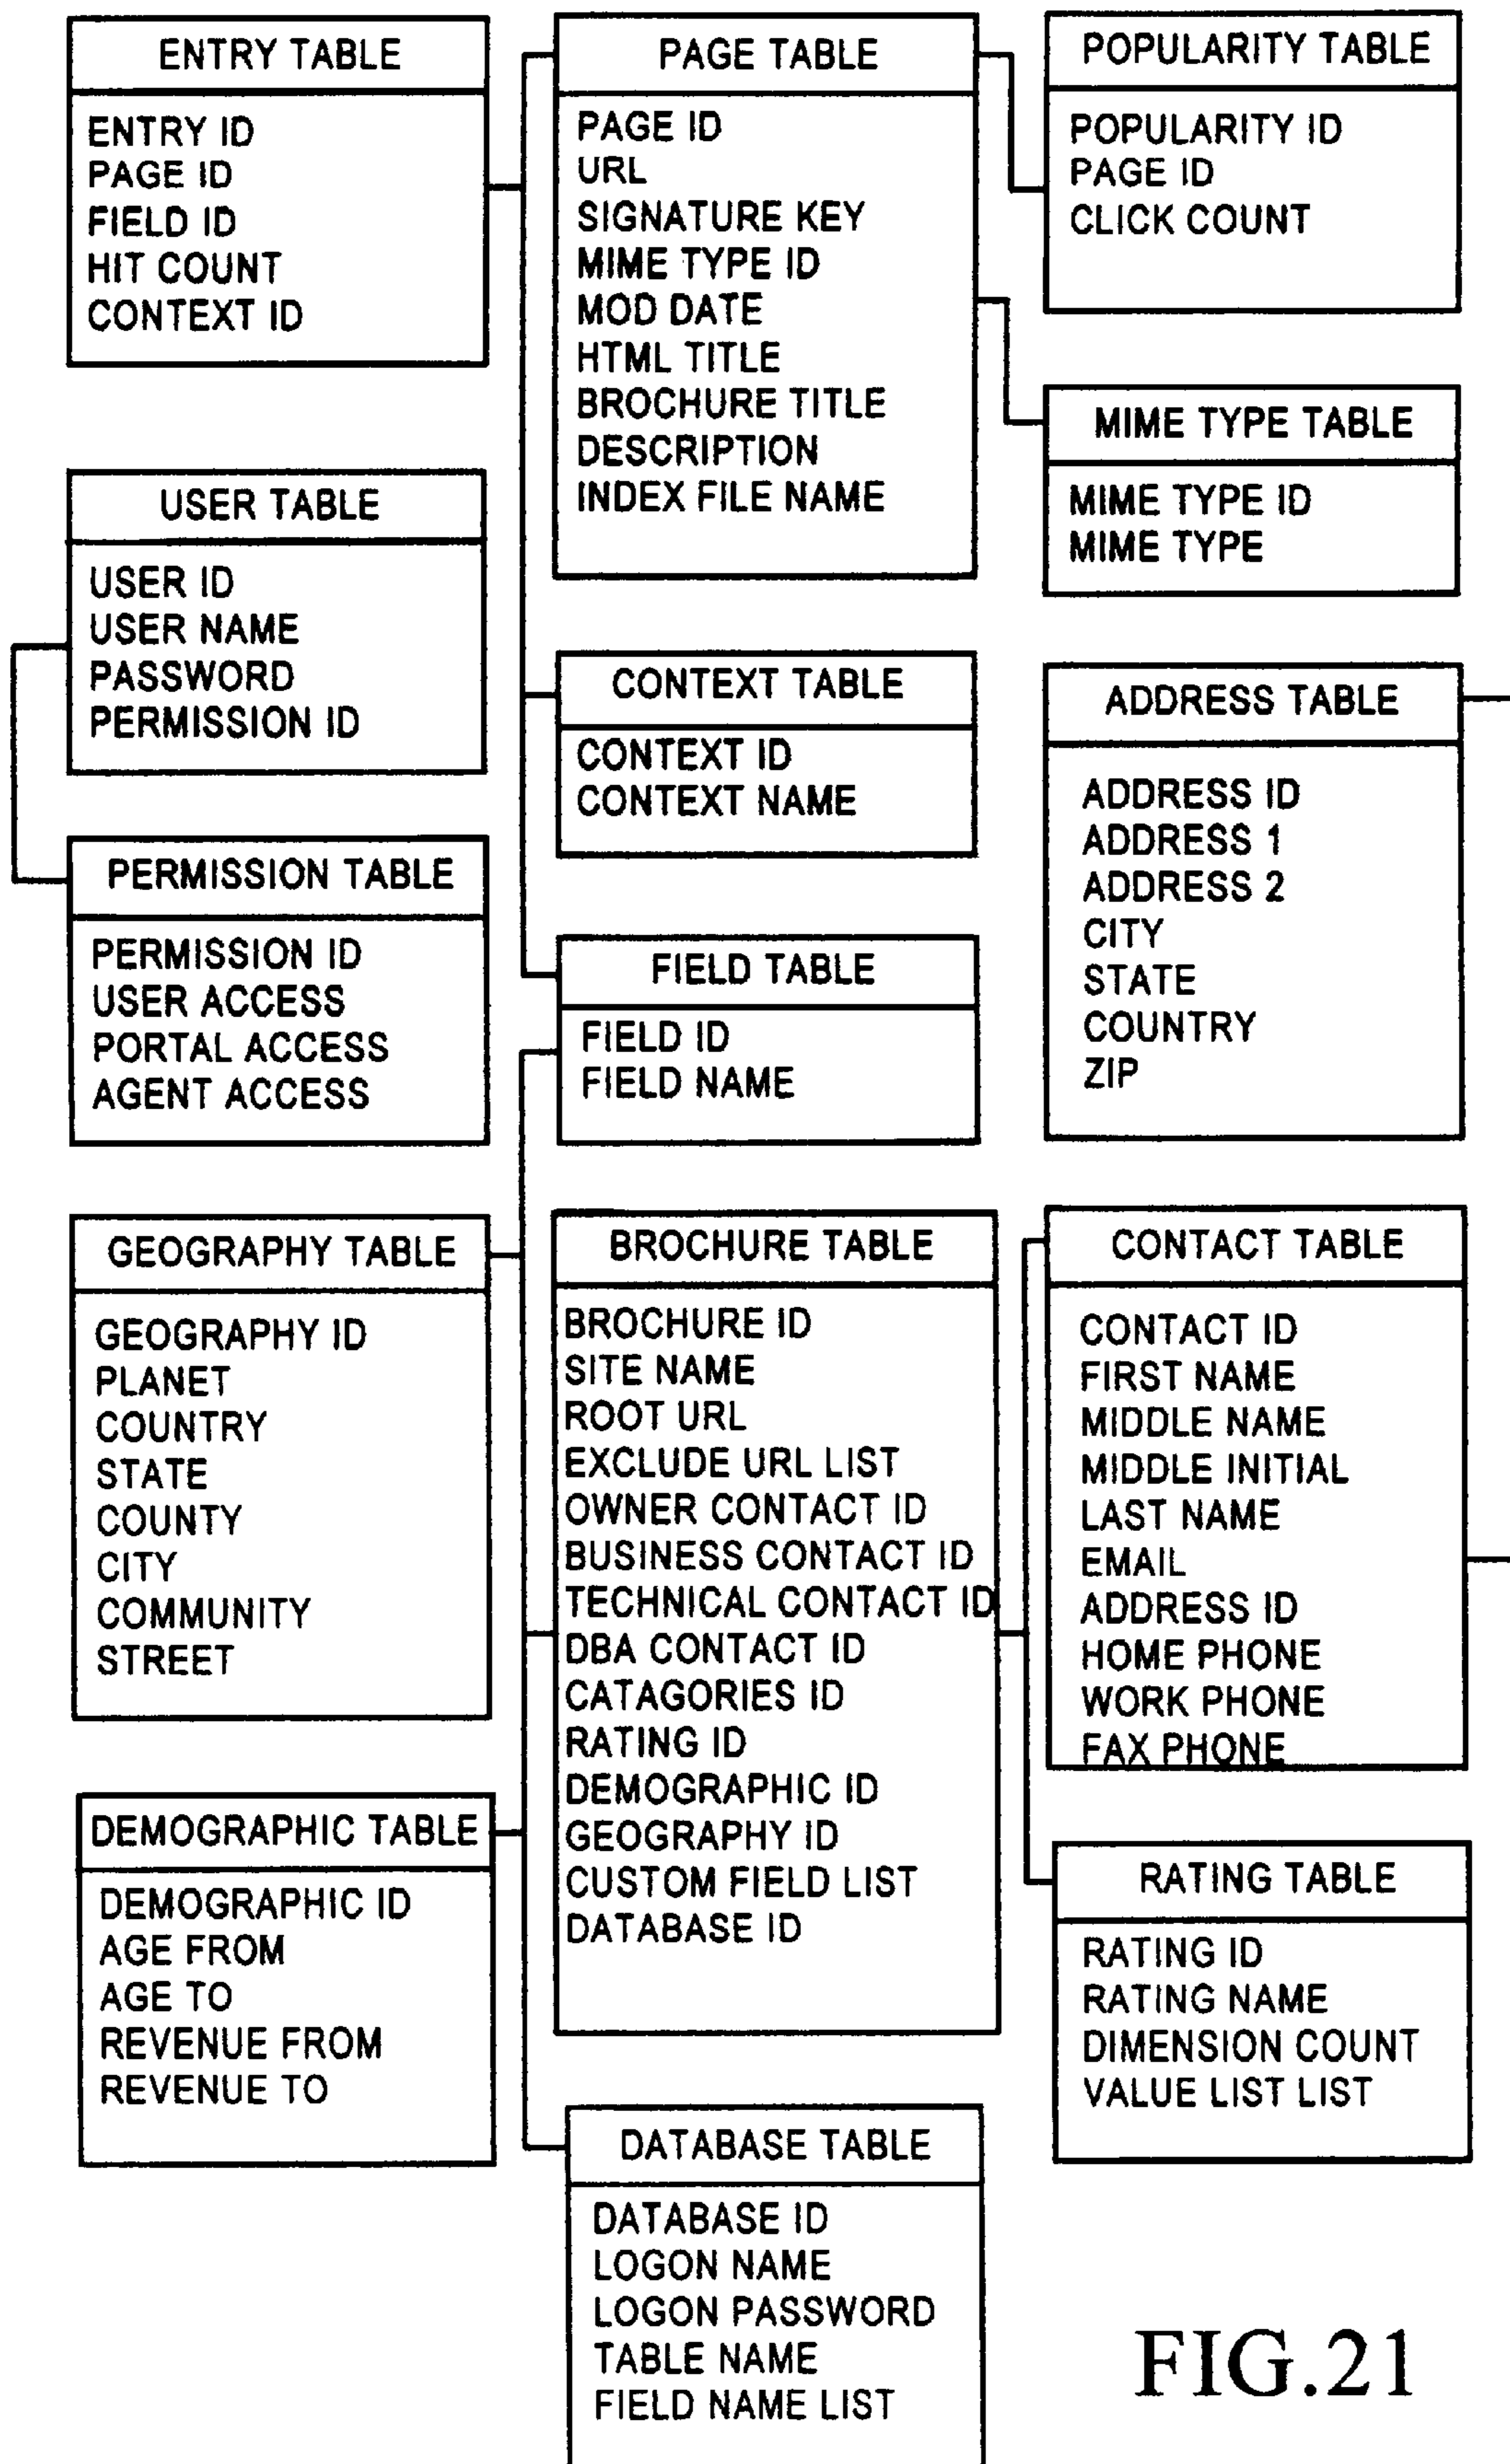 ENTRY TABLE
ENTRY ID
PAGE ID
FIELD ID
HIT COUNT
CONTEXT ID
PAGE TABLE
PAGE ID
URL
SIGNATURE KEY
MIME TYPE ID
MOD DATE
HTML TITLE
BROCHURE TITLE
DESCRIPTION
INDEX FILE NAME
POPULARITY TABLE
POPULARITY ID
PAGE ID
CLICK COUNT
MIME TYPE TABLE
MIME TYPE ID
MIME TYPE
USER TABLE
USER ID
USER NAME
PASSWORD
PERMISSION ID
CONTEXT TABLE
CONTEXT ID
CONTEXT NAME
ADDRESS TABLE
ADDRESS ID
ADDRESS 1
ADDRESS 2
CITY
STATE
COUNTRY
ZIP
PERMISSION TABLE
PERMISSION ID
USER ACCESS
PORTAL ACCESS
AGENT ACCESS
FIELD TABLE
FIELD ID
FIELD NAME
GEOGRAPHY TABLE
GEOGRAPHY ID
PLANET
COUNTRY
STATE
COUNTY
CITY
COMMUNITY
STREET
BROCHURE TABLE
BROCHURE ID
SITE NAME
ROOT URL
EXCLUDE URL LIST
OWNER CONTACT ID
BUSINESS CONTACT ID
TECHNICAL CONTACT ID
DBA CONTACT ID
CATAGORIES ID
RATING ID
DEMOGRAPHIC ID
GEOGRAPHY ID
CUSTOM FIELD LIST
DATABASE ID
CONTACT TABLE
CONTACT ID
FIRST NAME
MIDDLE NAME
MIDDLE INITIAL
LAST NAME
EMAIL
ADDRESS ID
HOME PHONE
WORK PHONE
FAX PHONE
DEMOGRAPHIC TABLE
DEMOGRAPHIC ID
AGE FROM
AGE TO
REVENUE FROM
REVENUE TO
RATING TABLE
RATING ID
RATING NAME
DIMENSION COUNT
VALUE LIST LIST
DATABASE TABLE
DATABASE ID
LOGON NAME
LOGON PASSWORD
TABLE NAME
FIELD NAME LIST
FIG.21